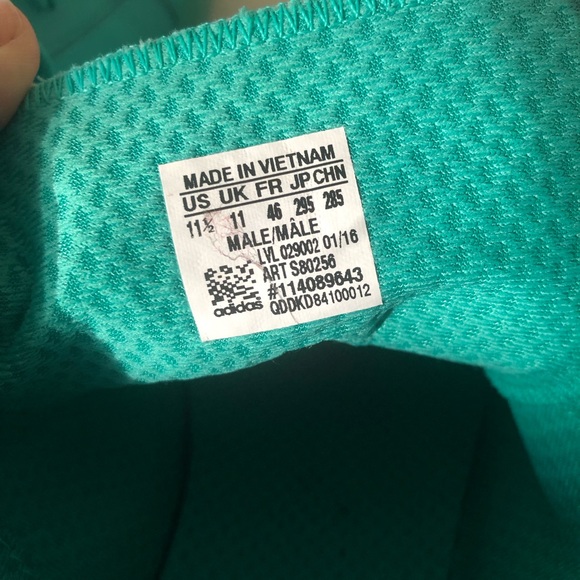 MADE IN VIETNAM
US UK FR JP CHN
11½ 11 46 295 285
MALE/MÂLE
LVL 029002 01/16
ART S80256
#114089643
QDDKD84100012
adidas